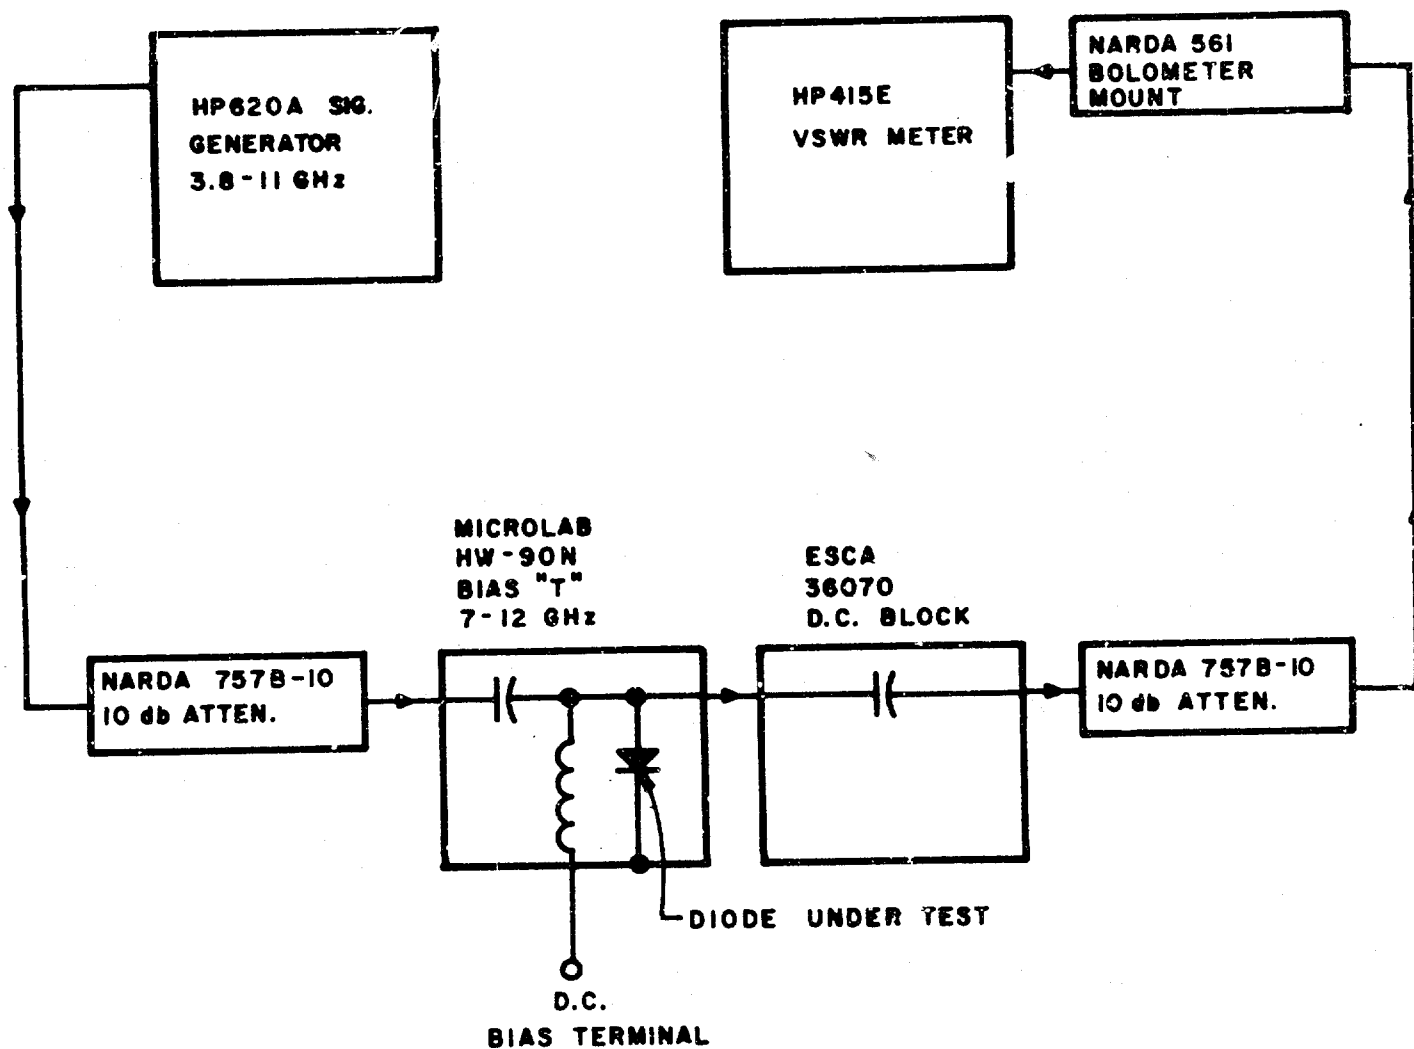 HP620A SIG.
GENERATOR
3.8-11 GHz
HP415E
VSWR METER
NARDA 561
BOLOMETER
MOUNT
MICROLAB
HW-90N
BIAS "T"
7-12 GHz
ESCA
36070
D.C. BLOCK
NARDA 757B-10
10 db ATTEN.
NARDA 757B-10
10 db ATTEN.
DIODE UNDER TEST
D.C.
BIAS TERMINAL